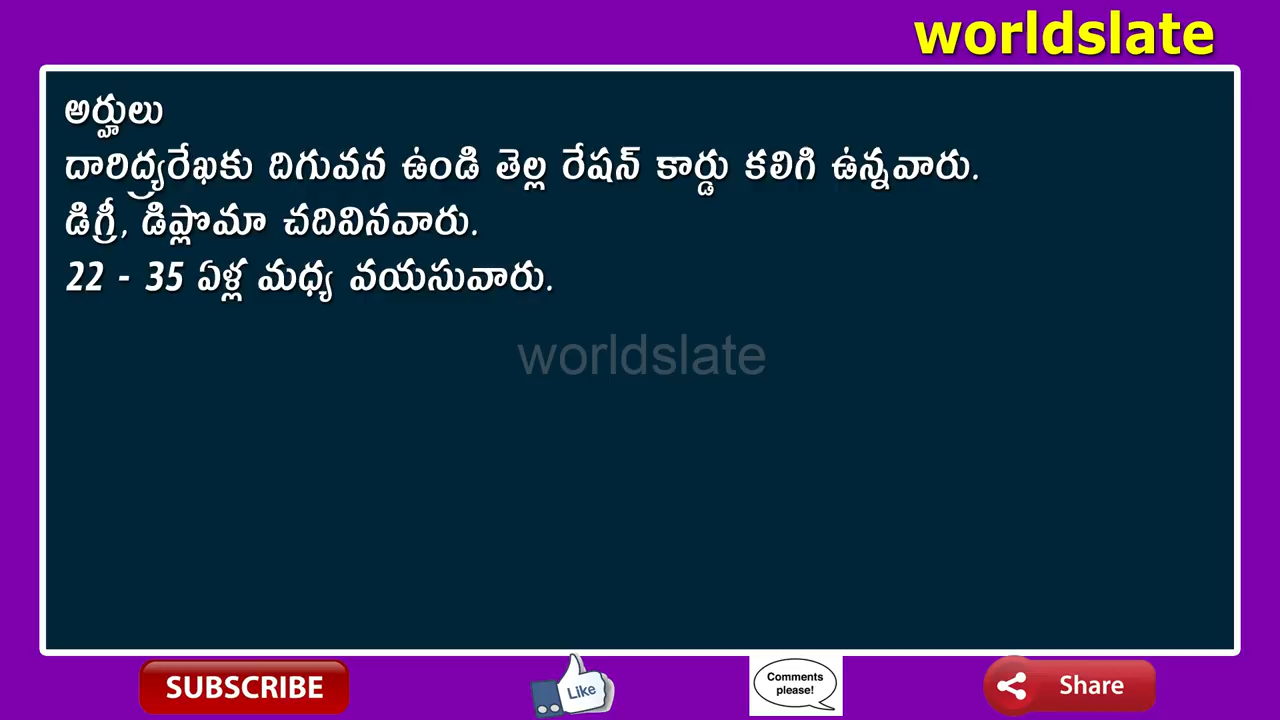 worldslate
అర్హులు
దారిద్ర్యరేఖకు దిగువన ఉండి తెల్ల రేషన్ కార్డు కలిగి ఉన్నవారు.
డిగ్రీ, డిప్లొమా చదివినవారు.
22 - 35 ఏళ్ల మధ్య వయసువారు.
worldslate
SUBSCRIBE
Like
Comments
please!
Share